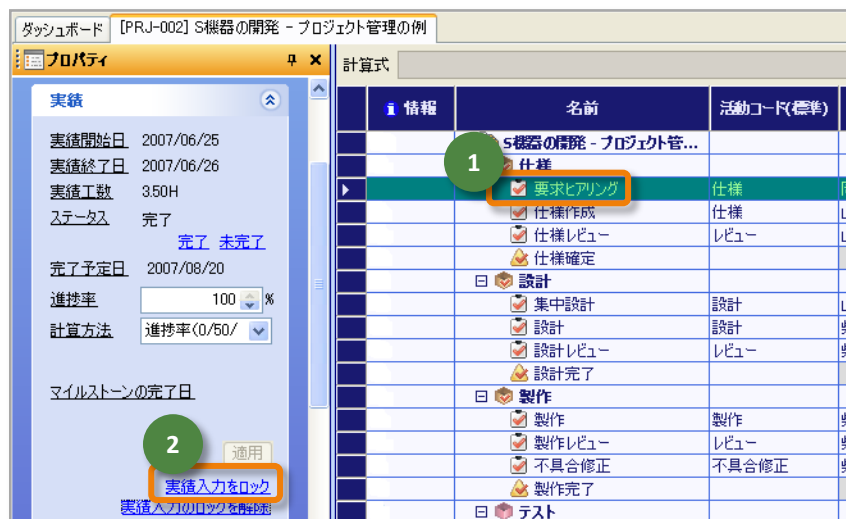 ダッシュボード [PRJ-002] S機器の開発 - プロジェクト管理の例
プロパティ
実績
実績開始日 2007/06/25
実績終了日 2007/06/26
実績工数 3.50H
ステータス 完了
完了 未完了
完了予定日 2007/08/20
進捗率 100 %
計算方法 進捗率(0/50/
マイルストーンの完了日
2
適用
実績入力をロック
実績入力のロックを解除
計算式
情報 名前 活動コード(標準)
S機器の開発 - プロジェクト管...
1
仕様
要求ヒアリング 仕様
仕様作成 仕様
仕様レビュー レビュー
仕様確定
設計
集中設計 設計
設計 設計
設計レビュー レビュー
設計完了
製作
製作 製作
製作レビュー レビュー
不具合修正 不具合修正
製作完了
テスト